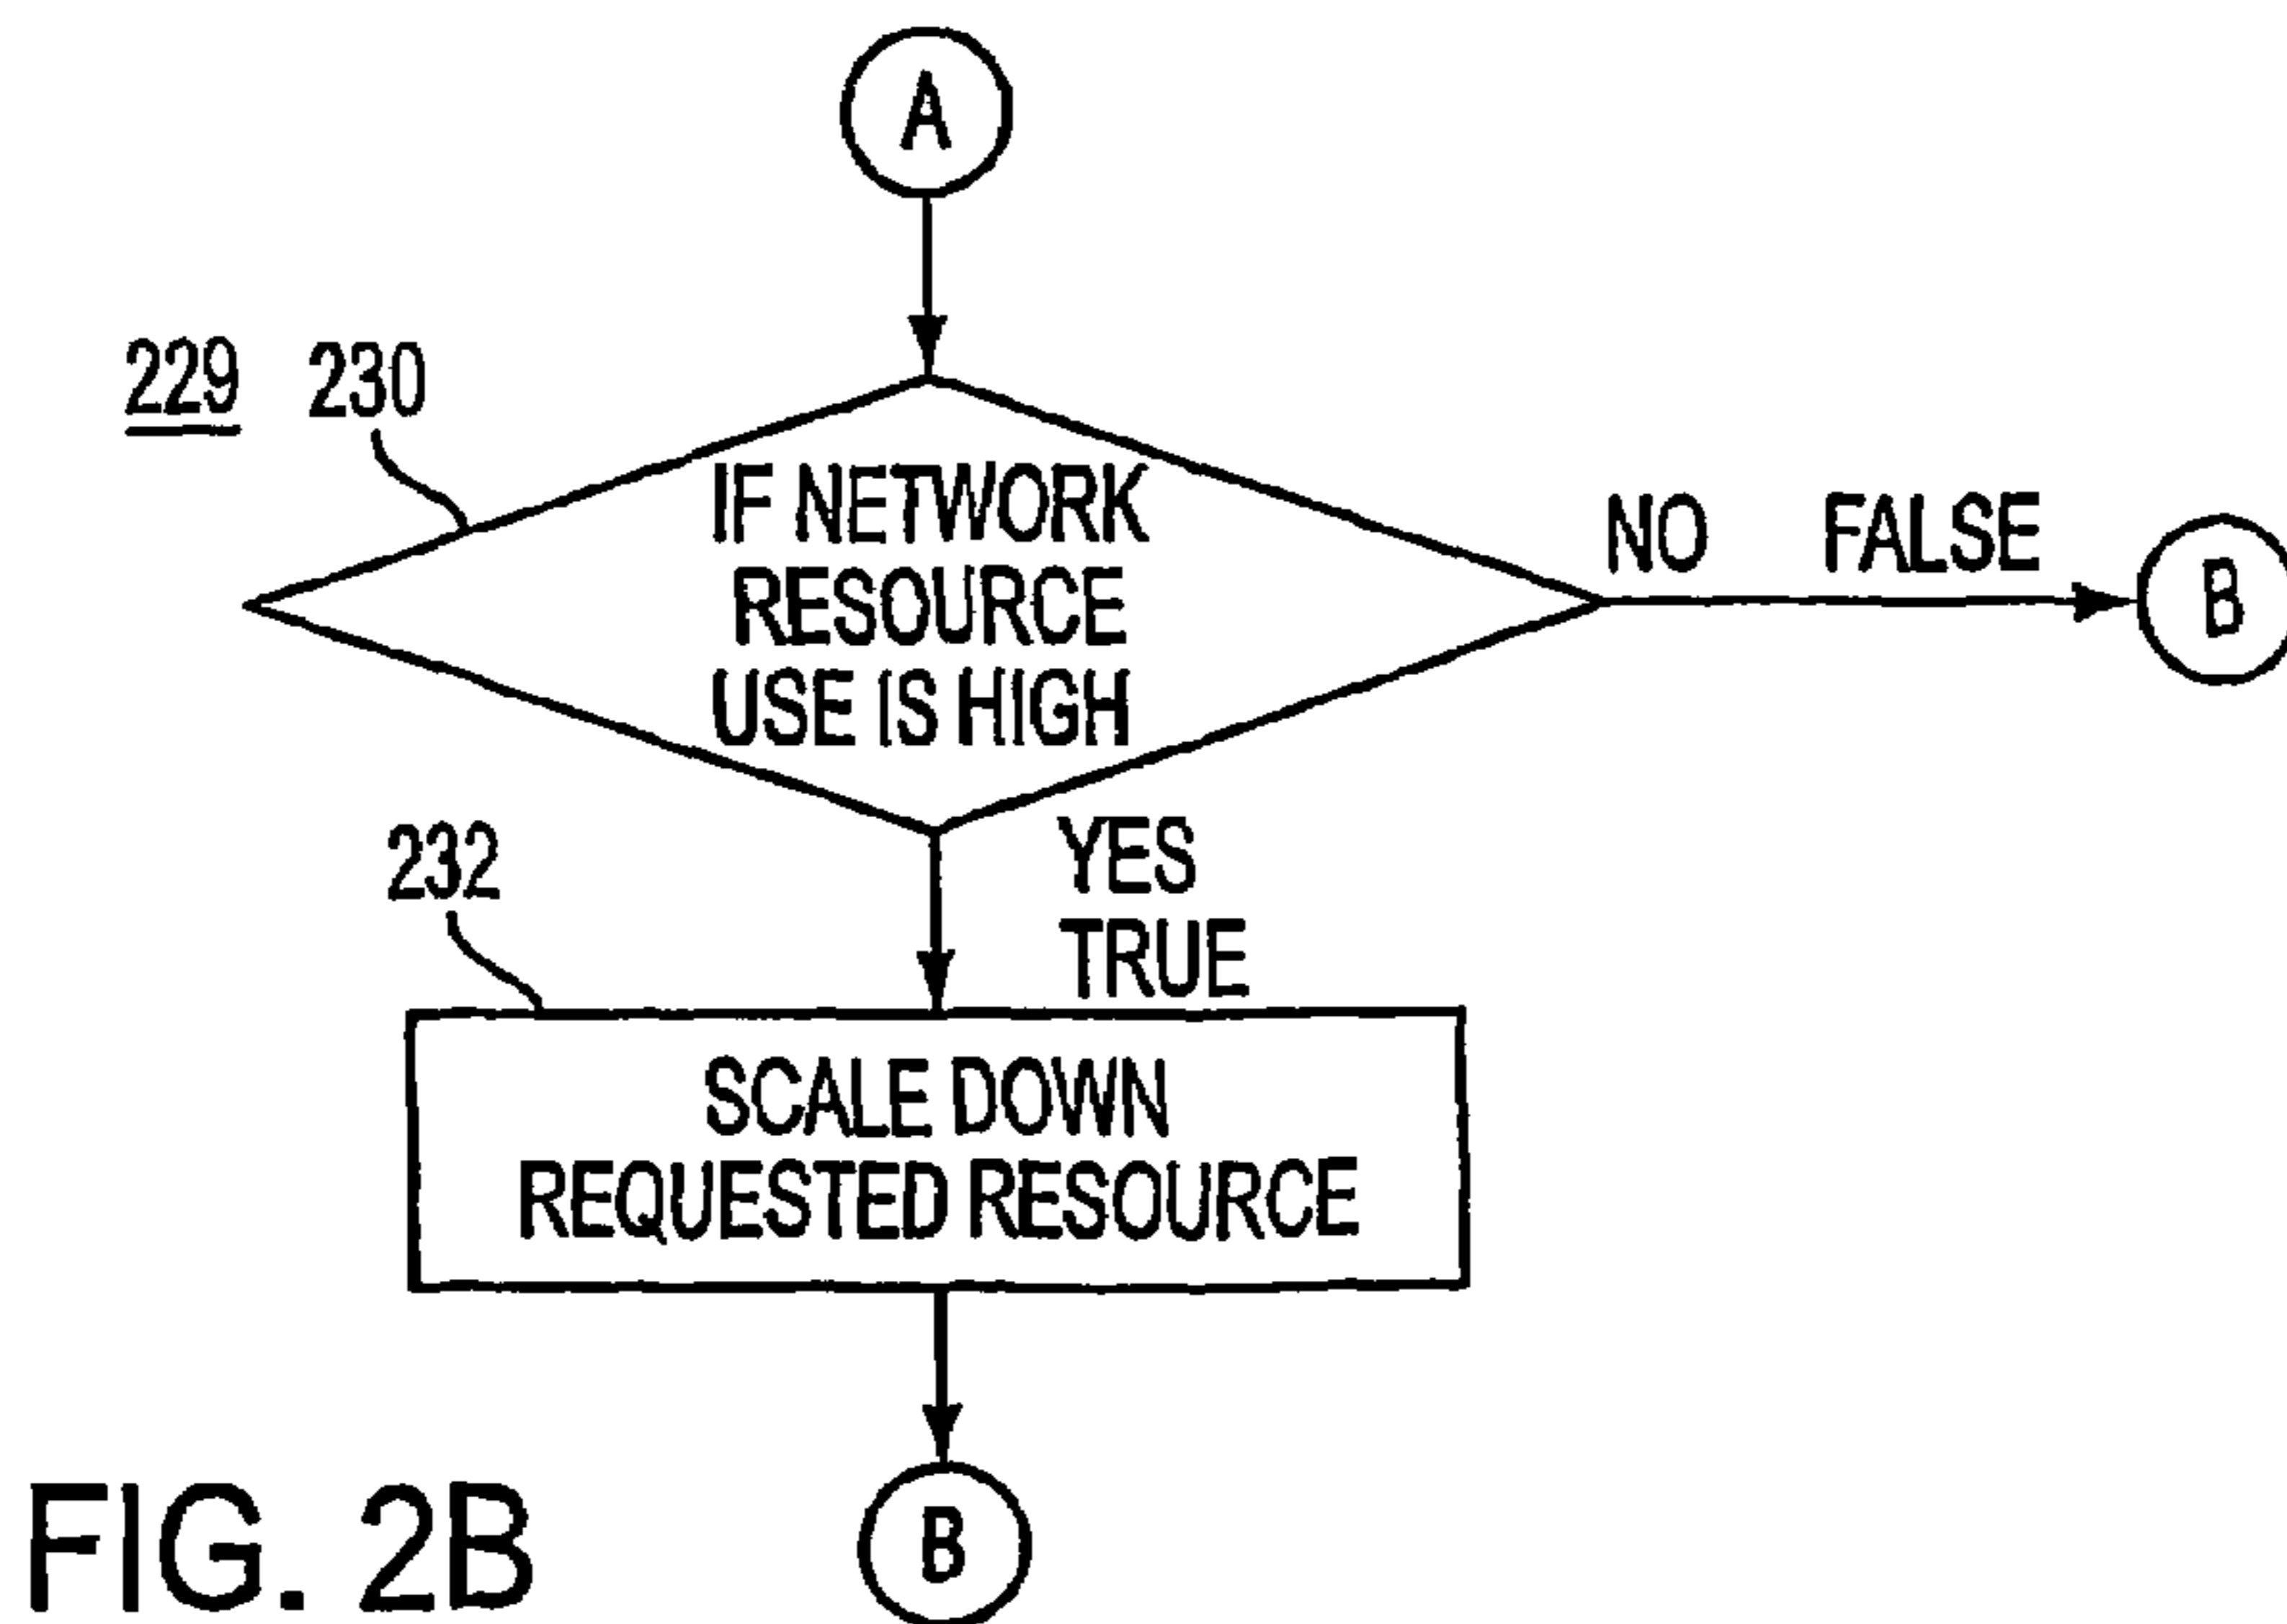 A
229 230
IF NETWORK
RESOURCE
USE IS HIGH
NO FALSE
B
232
YES
TRUE
SCALE DOWN
REQUESTED RESOURCE
B
FIG. 2B